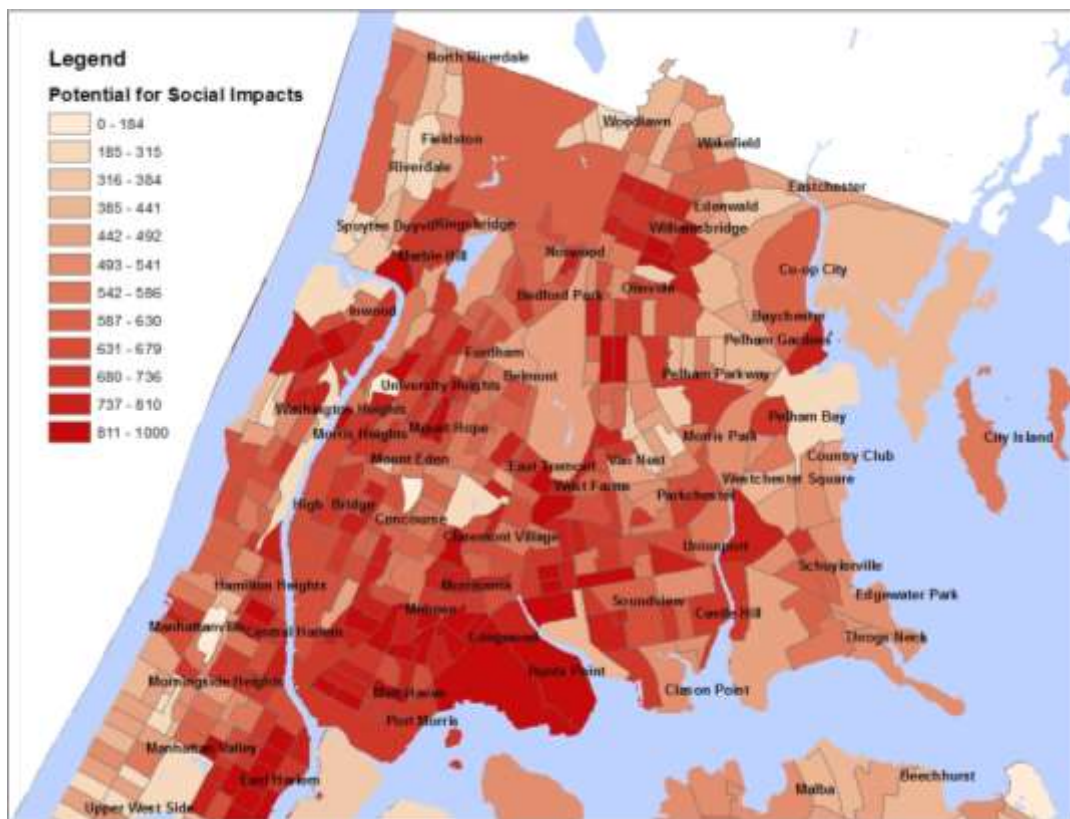 Legend
Potential for Social Impacts
0 - 184
185 - 315
316 - 384
385 - 441
442 - 492
493 - 541
542 - 586
587 - 630
631 - 679
680 - 736
737 - 810
811 - 1000
North Riverdale
Woodlawn
Wakefield
Fieldston
Riverdale
Eastchester
Edenwald
Spuyten Duyvil
Kingsbridge
Williamsbridge
Marble Hill
Norwood
Co-op City
Olinville
Bedford Park
Inwood
Baychester
Pelham Gardens
Fordham
Belmont
Pelham Parkway
University Heights
Washington Heights
Pelham Bay
Mount Hope
Morris Heights
Morris Park
City Island
Country Club
Mount Eden
Van Nest
East Tremont
Westchester Square
West Farms
Parkchester
High Bridge
Concourse
Claremont Village
Unionport
Schuylerville
Hamilton Heights
Morrisania
Edgewater Park
Soundview
Melrose
Castle Hill
Manhattanville
Central Harlem
Longwood
Throgs Neck
Hunts Point
Morningside Heights
Clason Point
Mott Haven
Port Morris
Manhattan Valley
East Harlem
Beechhurst
Malba
Upper West Side